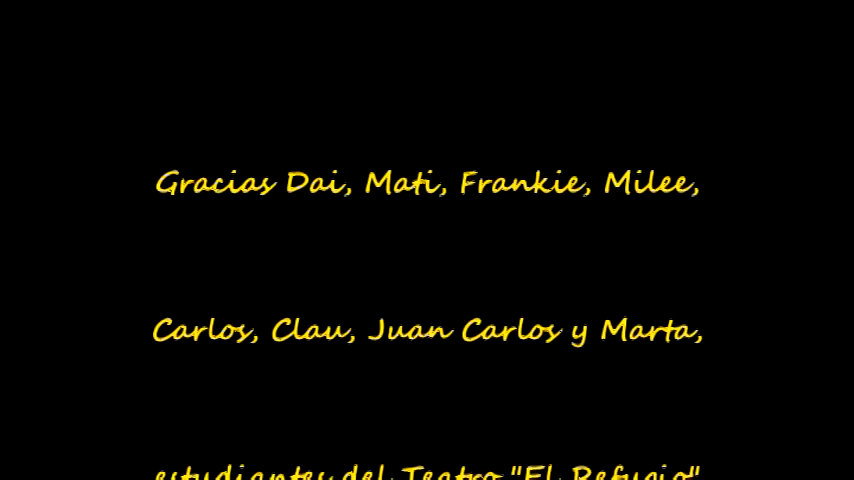 Gracias Dai, Mati, Frankie, Milee,
Carlos, Clau, Juan Carlos y Marta,
estudiantes del Teatro "El Refugio"